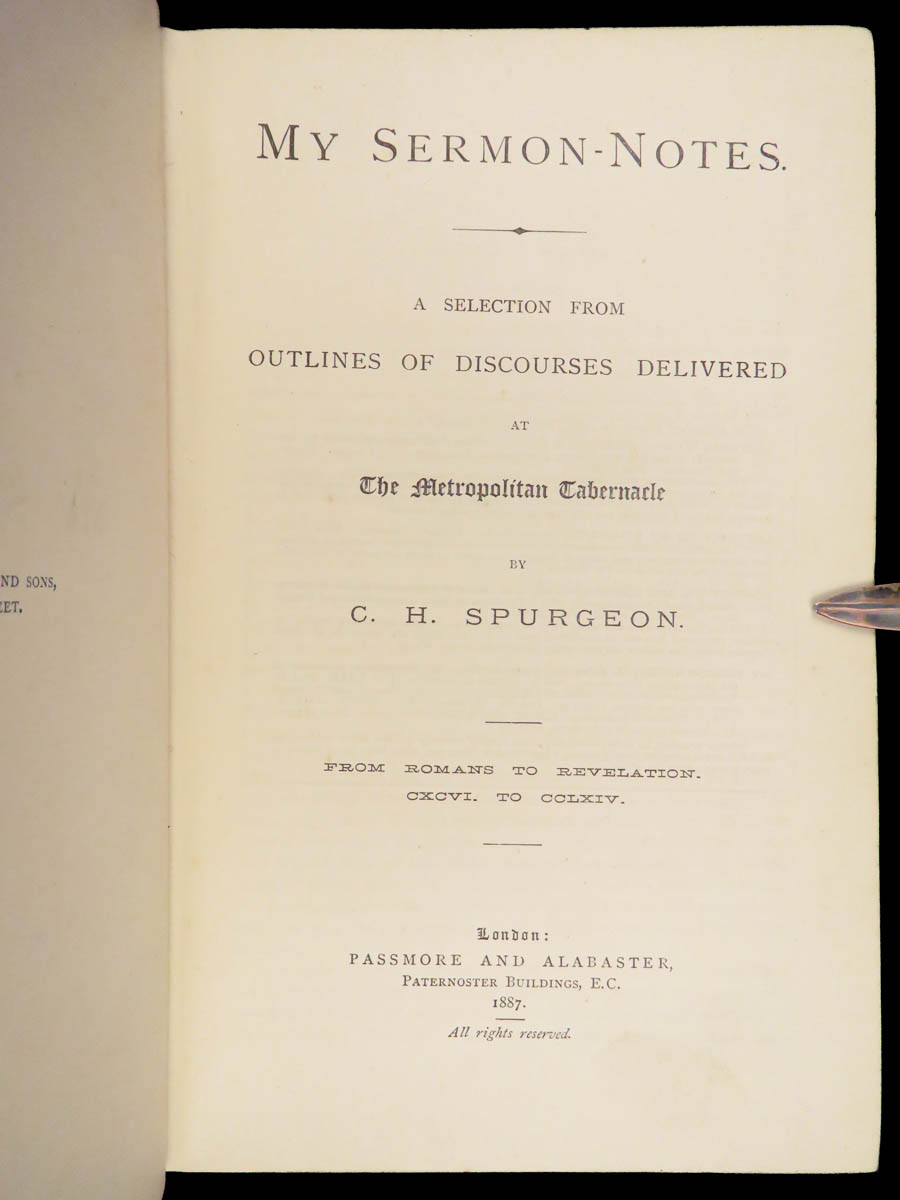 ND SONS,
EET.
MY SERMON-NOTES.
A SELECTION FROM
OUTLINES OF DISCOURSES DELIVERED
AT
The Metropolitan Tabernacle
BY
C. H. SPURGEON.
FROM ROMANS TO REVELATION.
CXCVI. TO CCLXIV.
London:
PASSMORE AND ALABASTER,
PATERNOSTER BUILDINGS, E.C.
1887.
All rights reserved.